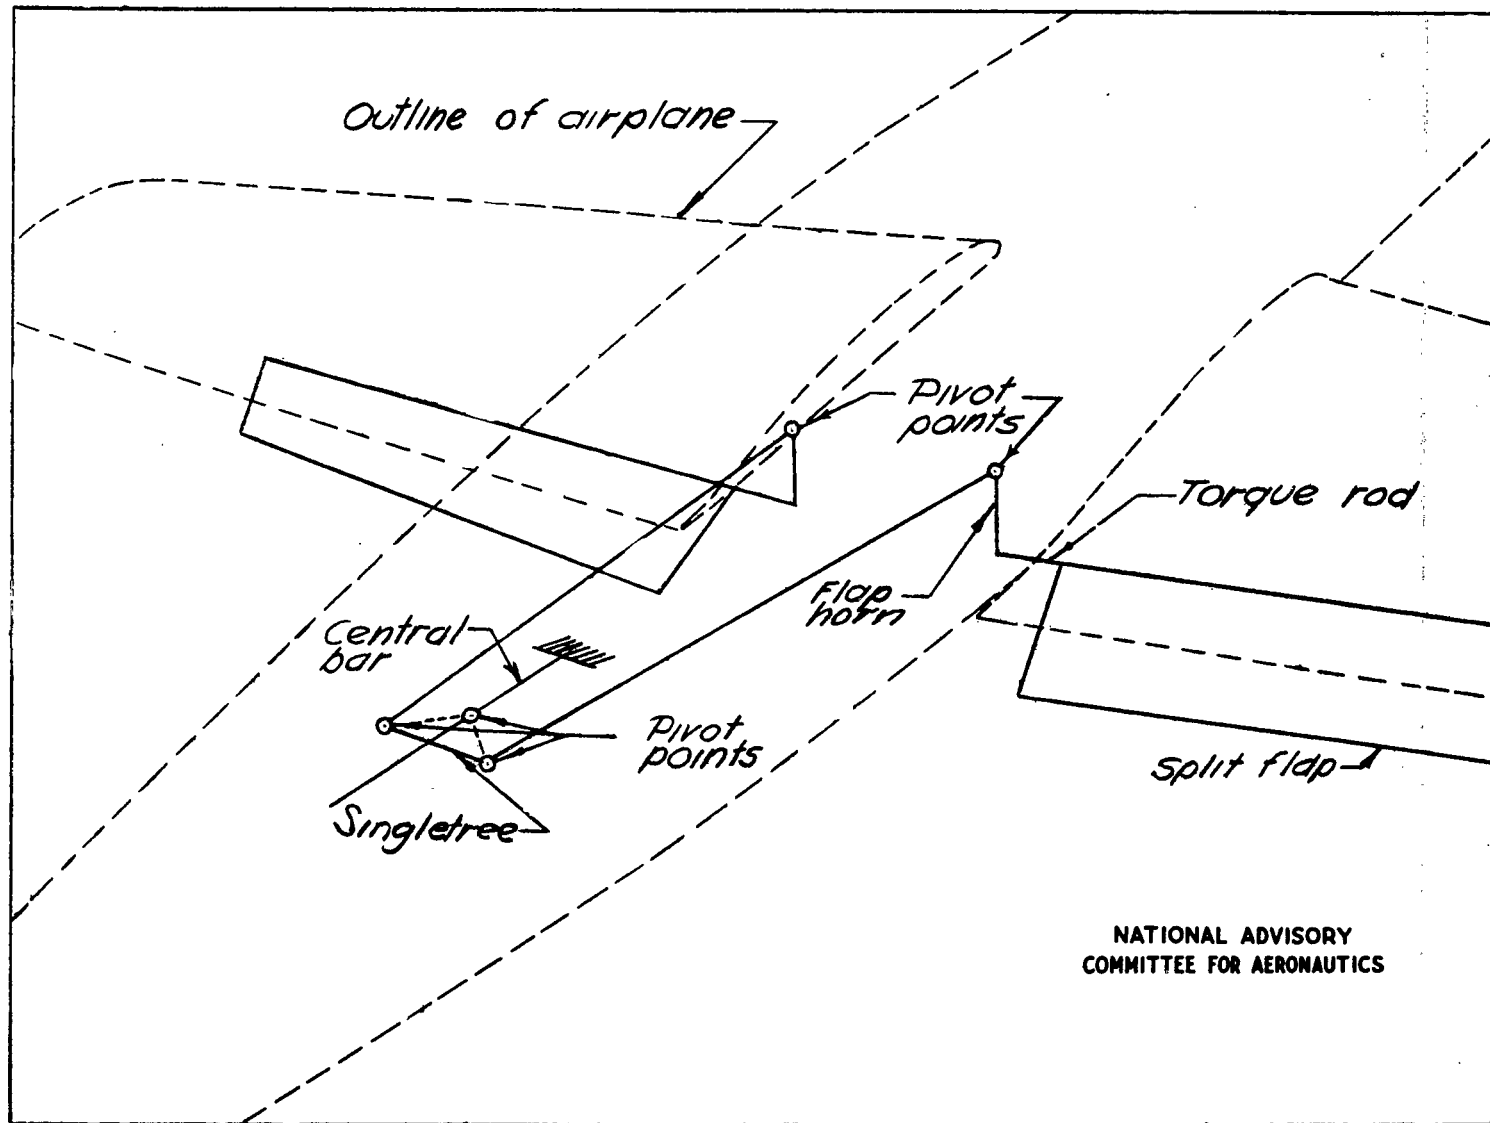 Outline of airplane
Pivot
points
Torque rod
Flap
horn
Central
bar
Pivot
points
Split flap
Singletree
NATIONAL ADVISORY
COMMITTEE FOR AERONAUTICS